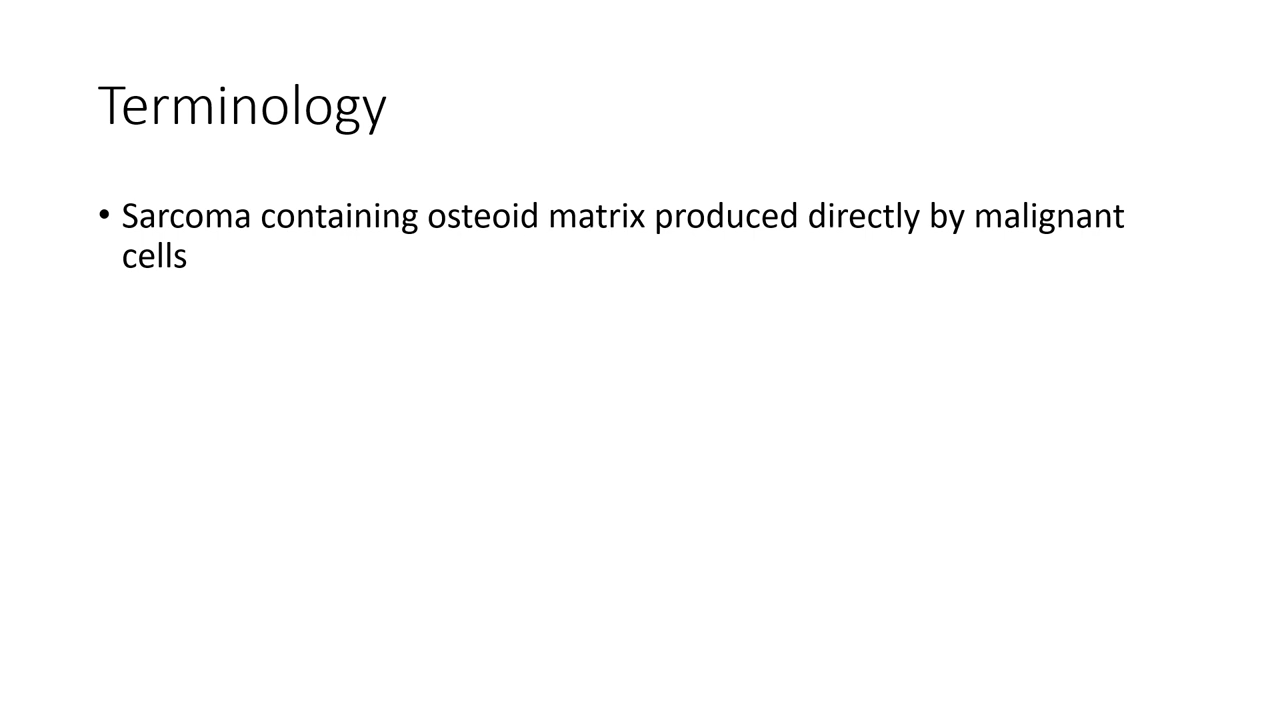 Terminology
• Sarcoma containing osteoid matrix produced directly by malignant
cells